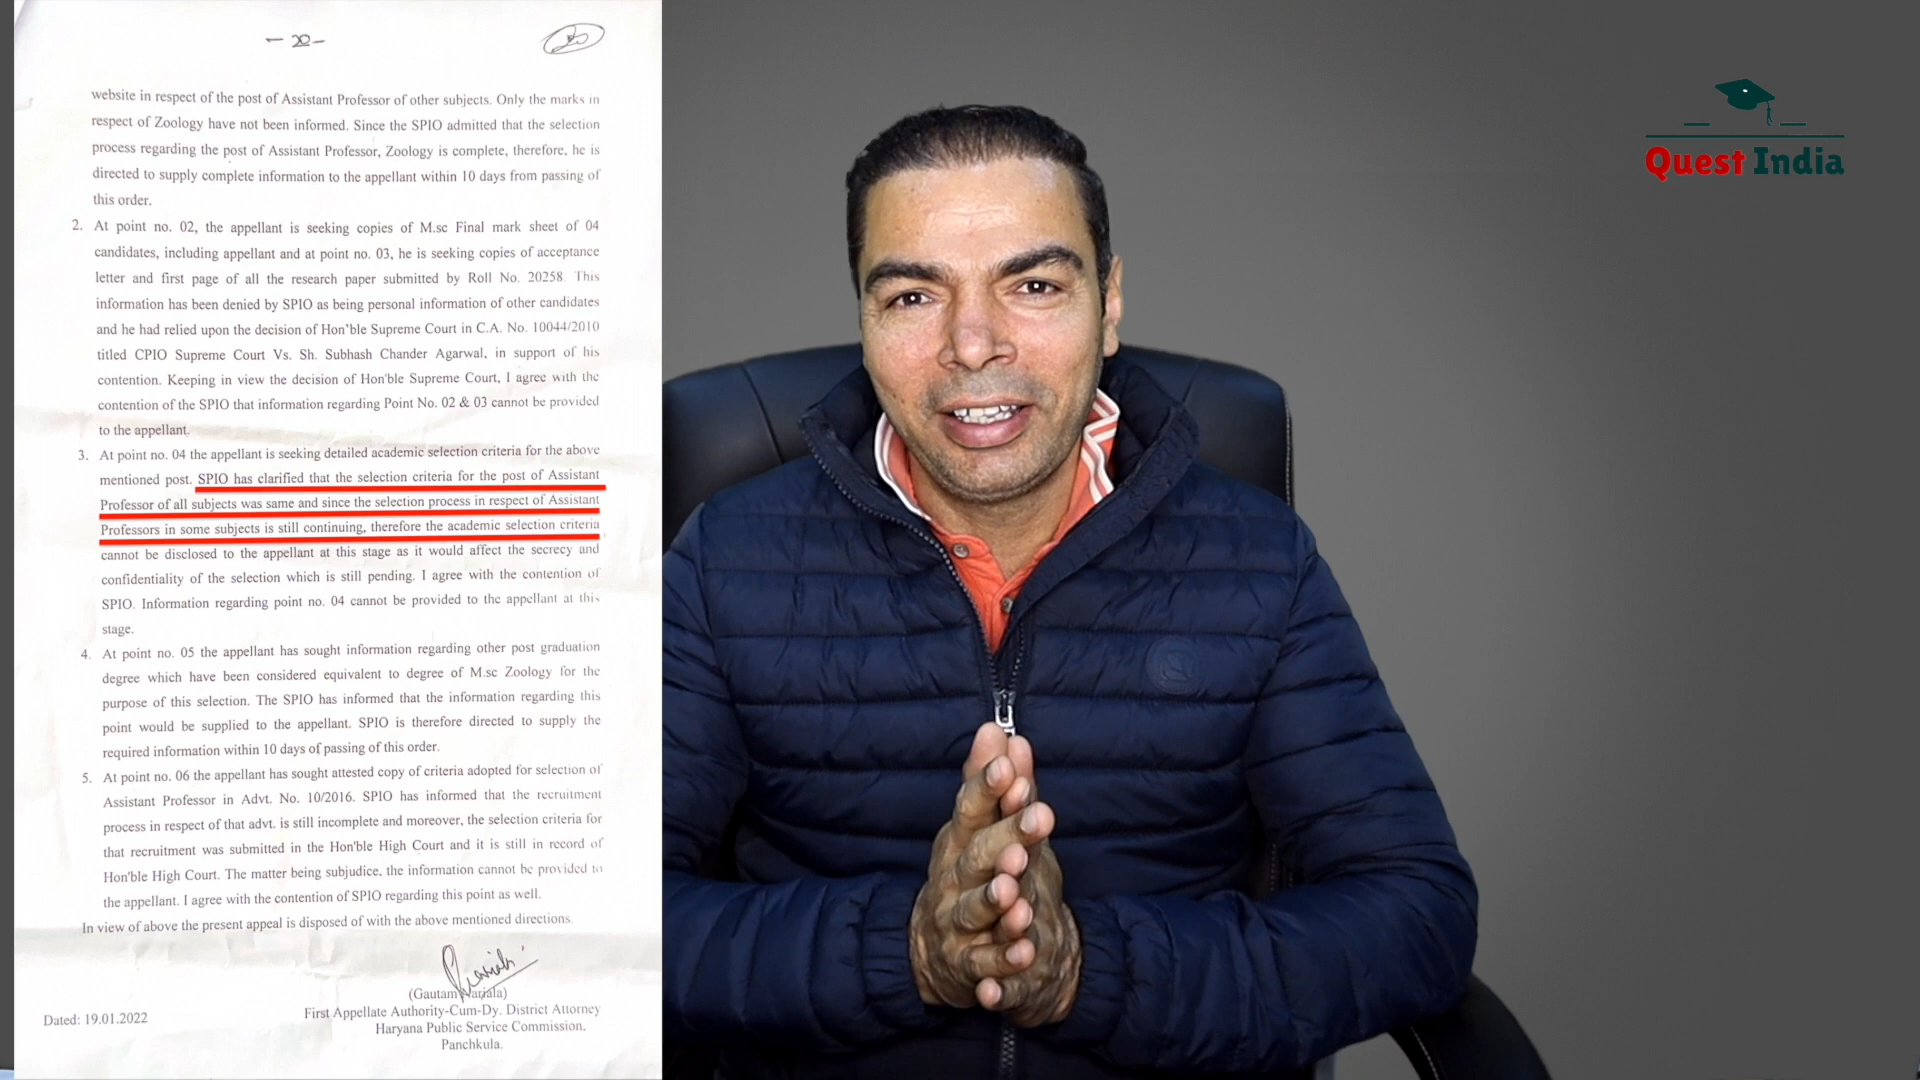 - 20 -
20
website in respect of the post of Assistant Professor of other subjects. Only the marks in
respect of Zoology have not been informed. Since the SPIO admitted that the selection
process regarding the post of Assistant Professor, Zoology is complete, therefore, he is
directed to supply complete information to the appellant within 10 days from passing of
this order.
2. At point no. 02, the appellant is seeking copies of M.sc Final mark sheet of 04
candidates, including appellant and at point no. 03, he is seeking copies of acceptance
letter and first page of all the research paper submitted by Roll No. 20258. This
information has been denied by SPIO as being personal information of other candidates
and he had relied upon the decision of Hon'ble Supreme Court in C.A. No. 10044/2010
titled CPIO Supreme Court Vs. Sh. Subhash Chander Agarwal, in support of his
contention. Keeping in view the decision of Hon'ble Supreme Court, I agree with the
contention of the SPIO that information regarding Point No. 02 & 03 cannot be provided
to the appellant.
3. At point no. 04 the appellant is seeking detailed academic selection criteria for the above
mentioned post. SPIO has clarified that the selection criteria for the post of Assistant
Professor of all subjects was same and since the selection process in respect of Assistant
Professors in some subjects is still continuing, therefore the academic selection criteria
cannot be disclosed to the appellant at this stage as it would affect the secrecy and
confidentiality of the selection which is still pending. I agree with the contention of
SPIO. Information regarding point no. 04 cannot be provided to the appellant at this
stage.
4. At point no. 05 the appellant has sought information regarding other post graduation
degree which have been considered equivalent to degree of M.sc Zoology for the
purpose of this selection. The SPIO has informed that the information regarding this
point would be supplied to the appellant. SPIO is therefore directed to supply the
required information within 10 days of passing of this order.
5. At point no. 06 the appellant has sought attested copy of criteria adopted for selection of
Assistant Professor in Advt. No. 10/2016. SPIO has informed that the recruitment
process in respect of that advt. is still incomplete and moreover, the selection criteria for
that recruitment was submitted in the Hon'ble High Court and it is still in record of
Hon'ble High Court. The matter being subjudice, the information cannot be provided to
the appellant. I agree with the contention of SPIO regarding this point as well.
In view of above the present appeal is disposed of with the above mentioned directions.
(Gautam Nariala)
First Appellate Authority-Cum-Dy. District Attorney
Haryana Public Service Commission,
Panchkula.
Dated: 19.01.2022
Quest India